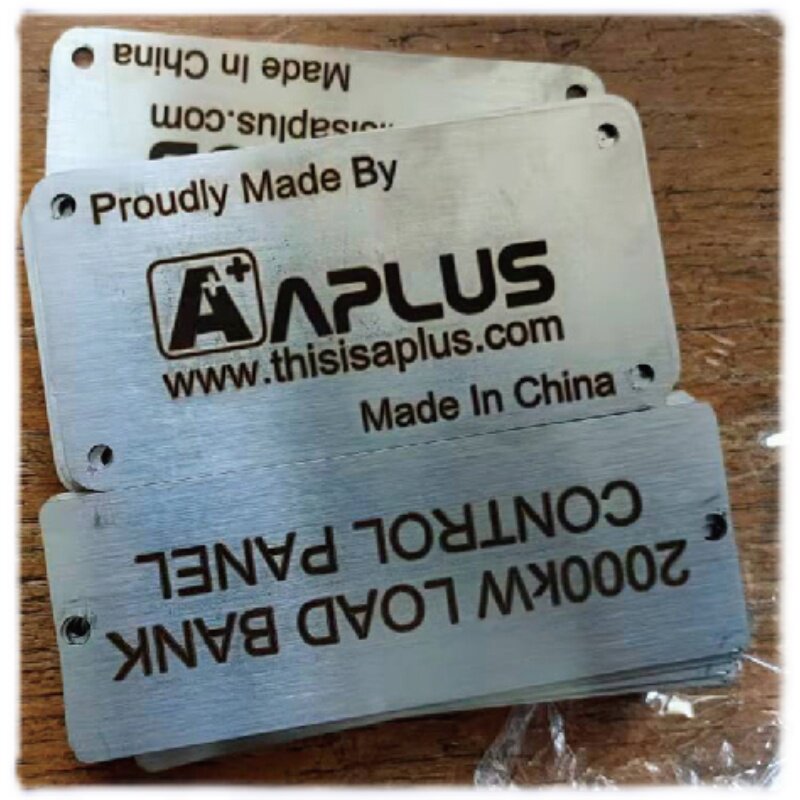 Made In China
isaplus.com
Proudly Made By
A+ APLUS
www.thisisaplus.com
Made In China
2000kW LOAD BANK
CONTROL PANEL